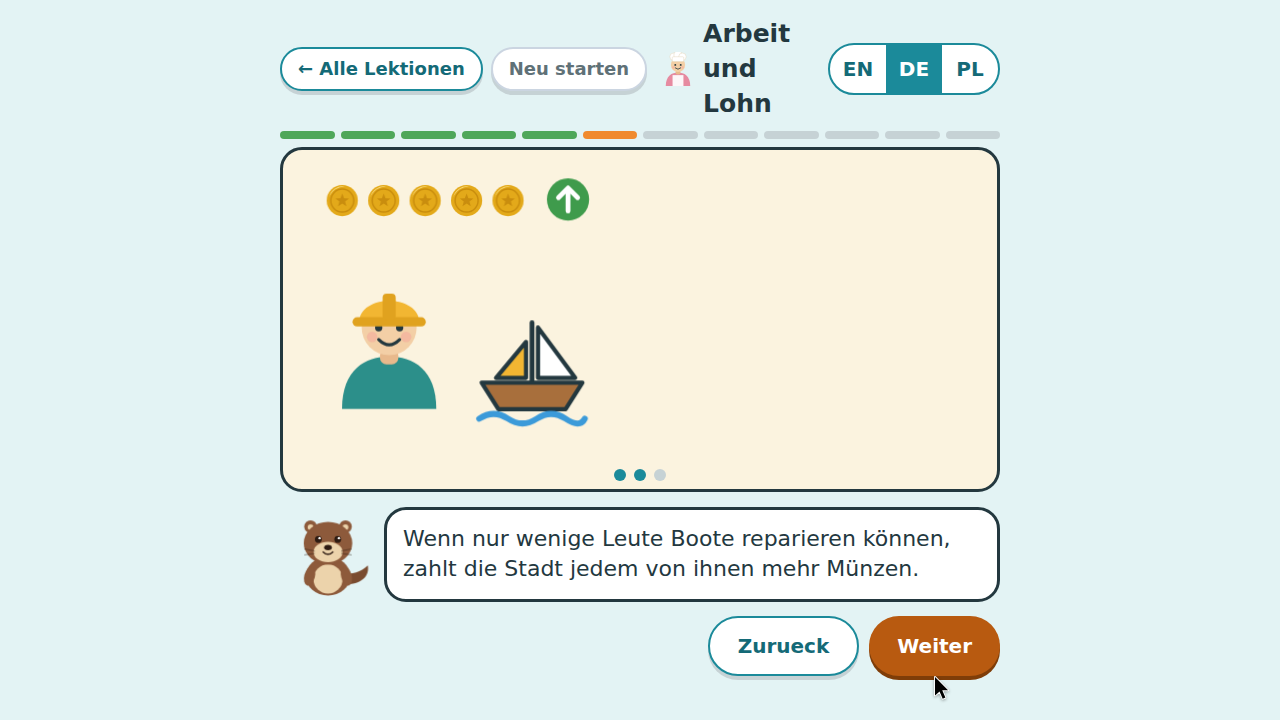 ← Alle Lektionen
Neu starten
Arbeit
und
Lohn
EN DE PL
Wenn nur wenige Leute Boote reparieren können,
zahlt die Stadt jedem von ihnen mehr Münzen.
Zurueck
Weiter